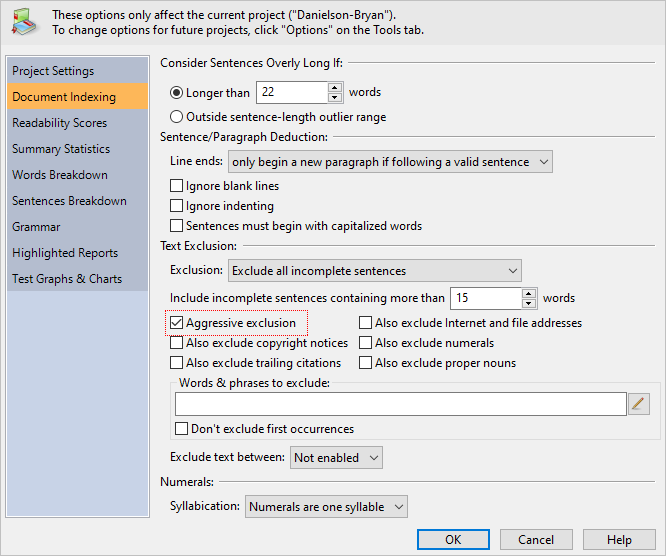 These options only affect the current project ("Danielson-Bryan").
To change options for future projects, click "Options" on the Tools tab.
Project Settings
Document Indexing
Readability Scores
Summary Statistics
Words Breakdown
Sentences Breakdown
Grammar
Highlighted Reports
Test Graphs & Charts
Consider Sentences Overly Long If:
Longer than 22 words
Outside sentence-length outlier range
Sentence/Paragraph Deduction:
Line ends: only begin a new paragraph if following a valid sentence
Ignore blank lines
Ignore indenting
Sentences must begin with capitalized words
Text Exclusion:
Exclusion: Exclude all incomplete sentences
Include incomplete sentences containing more than 15 words
Aggressive exclusion Also exclude Internet and file addresses
Also exclude copyright notices Also exclude numerals
Also exclude trailing citations Also exclude proper nouns
Words & phrases to exclude:
Don't exclude first occurrences
Exclude text between: Not enabled
Numerals:
Syllabication: Numerals are one syllable
OK Cancel Help